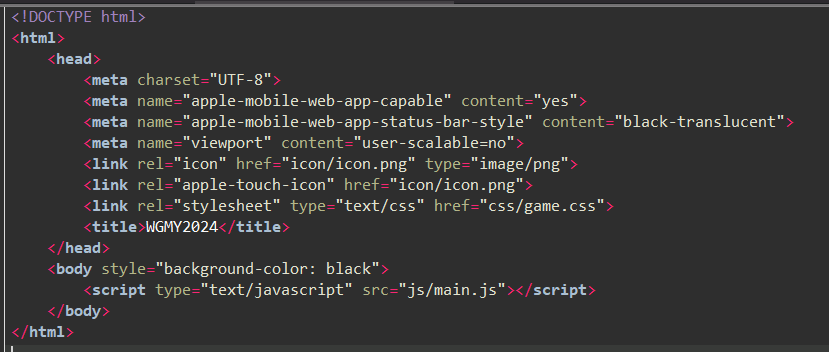 <!DOCTYPE html>
<html>
    <head>
        <meta charset="UTF-8">
        <meta name="apple-mobile-web-app-capable" content="yes">
        <meta name="apple-mobile-web-app-status-bar-style" content="black-translucent">
        <meta name="viewport" content="user-scalable=no">
        <link rel="icon" href="icon/icon.png" type="image/png">
        <link rel="apple-touch-icon" href="icon/icon.png">
        <link rel="stylesheet" type="text/css" href="css/game.css">
        <title>WGMY2024</title>
    </head>
    <body style="background-color: black">
        <script type="text/javascript" src="js/main.js"></script>
    </body>
</html>